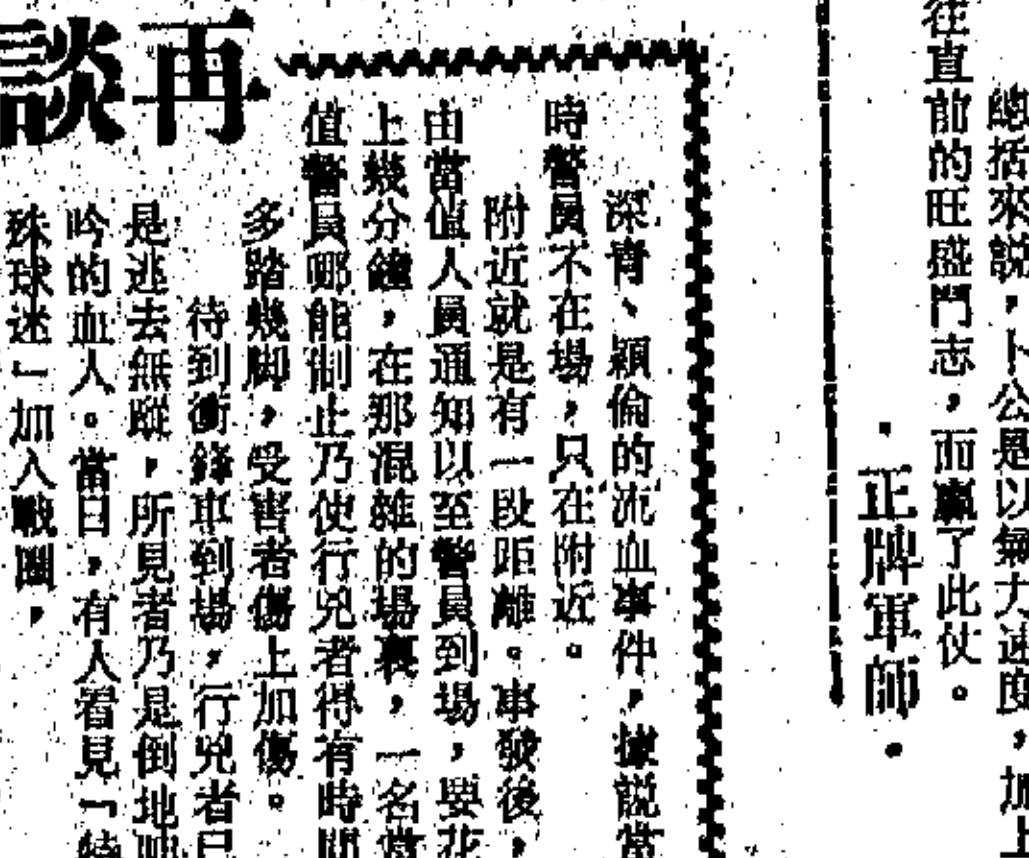 總括來說，卜公是以氣力速度，加上
往直前的旺盛鬥志，而贏了此仗。
·正牌軍師·
再談
深青、穎倫的流血事件，據說當
時警員不在場，只在附近。
附近就是有一段距離。事發後，
由當值人員通知以至警員到場，要花
上幾分鐘，在那混雜的場裏，一名當
值警員哪能制止乃使行兇者得有時間
多踏幾脚，受害者傷上加傷。
待到衝鋒車到場，行兇者已
是逃去無蹤，所見者乃是倒地呻
吟的血人。當日，有人看見「特
殊球迷」加入戰圈，